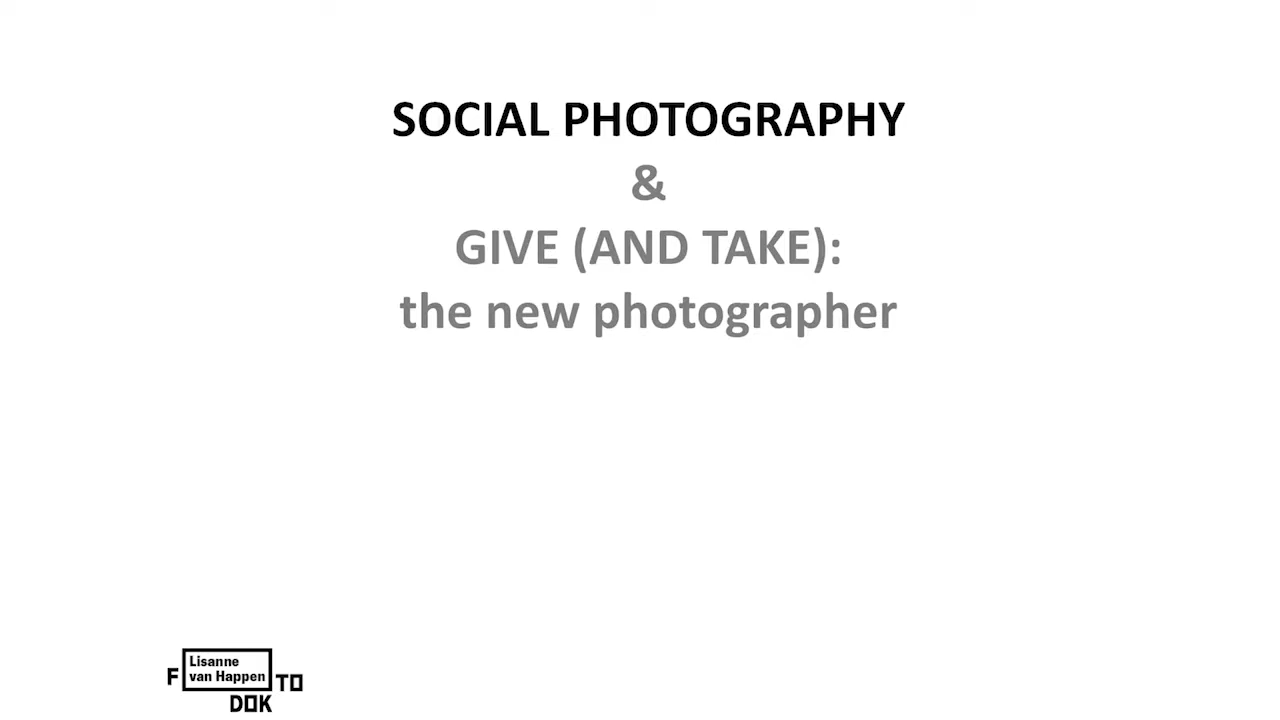 SOCIAL PHOTOGRAPHY
&
GIVE (AND TAKE):
the new photographer
Lisanne
van Happen
F TO
DOK